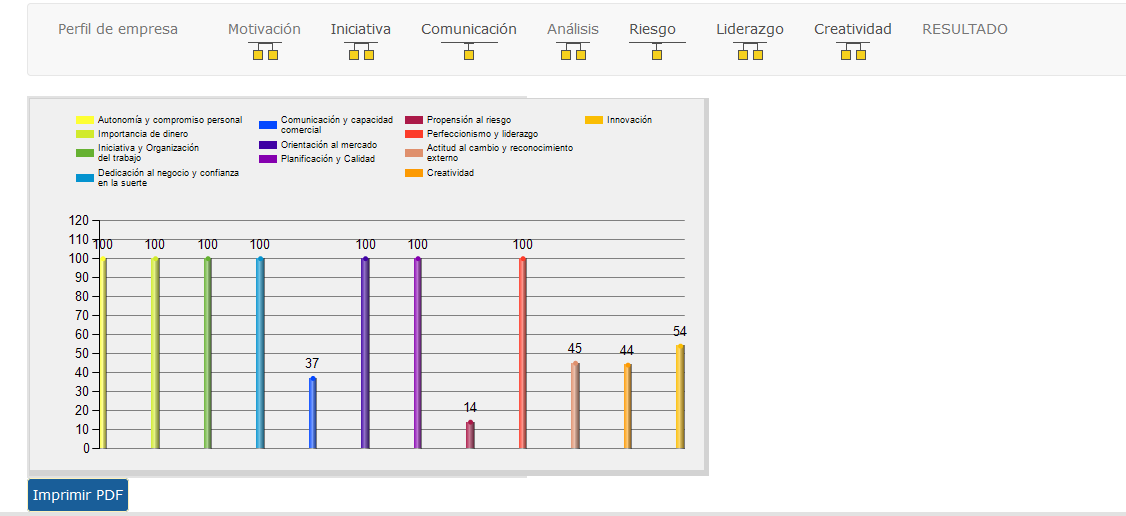 Perfil de empresa Motivación Iniciativa Comunicación Análisis Riesgo Liderazgo Creatividad RESULTADO
Autonomía y compromiso personal
Importancia de dinero
Iniciativa y Organización
del trabajo
Dedicación al negocio y confianza
en la suerte
Comunicación y capacidad
comercial
Orientación al mercado
Planificación y Calidad
Propensión al riesgo
Perfeccionismo y liderazgo
Actitud al cambio y reconocimiento
externo
Creatividad
Innovación
120
110
100
90
80
70
60
50
40
30
20
10
0
100
100
100
100
37
100
100
14
100
45
44
54
Imprimir PDF